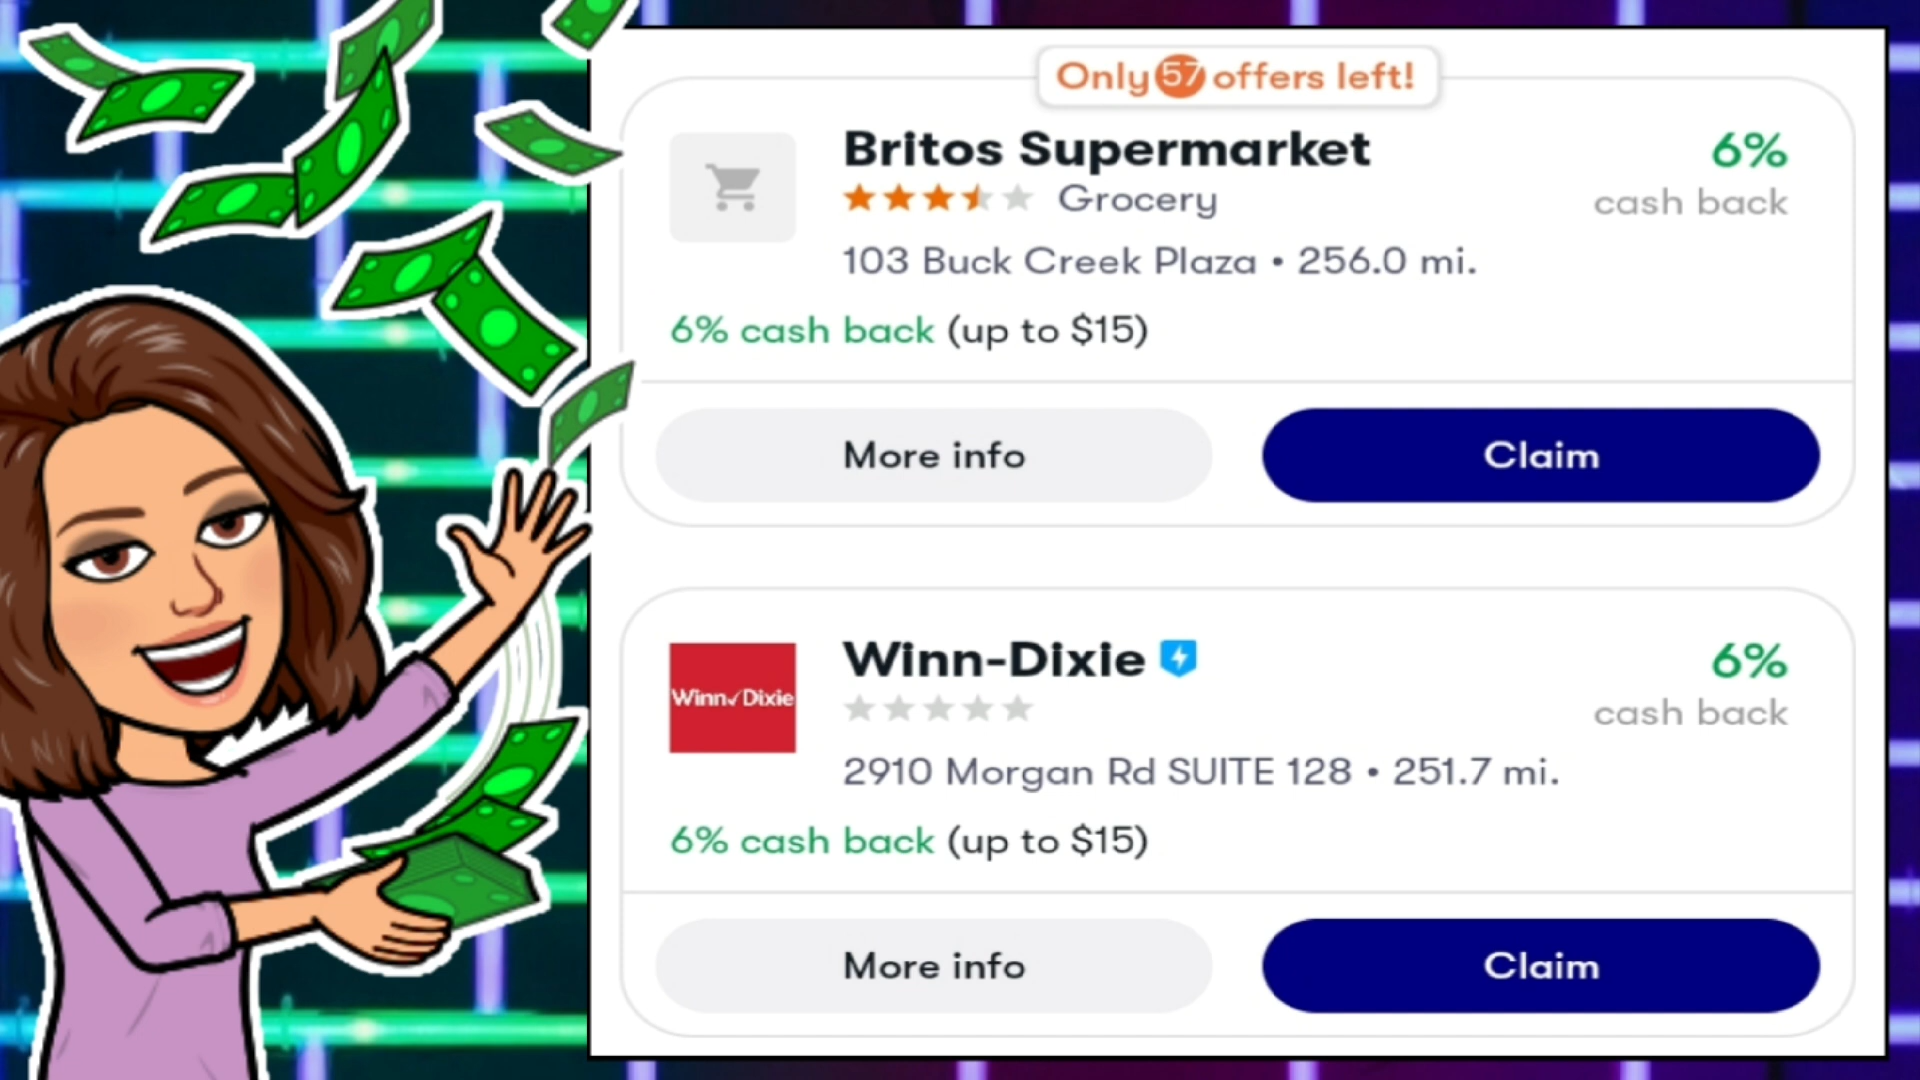 Only 57 offers left!
Britos Supermarket
6%
Grocery
cash back
103 Buck Creek Plaza • 256.0 mi.
6% cash back (up to $15)
More info
Claim
Winn-Dixie
6%
Winn✓Dixie
cash back
2910 Morgan Rd SUITE 128 • 251.7 mi.
6% cash back (up to $15)
More info
Claim